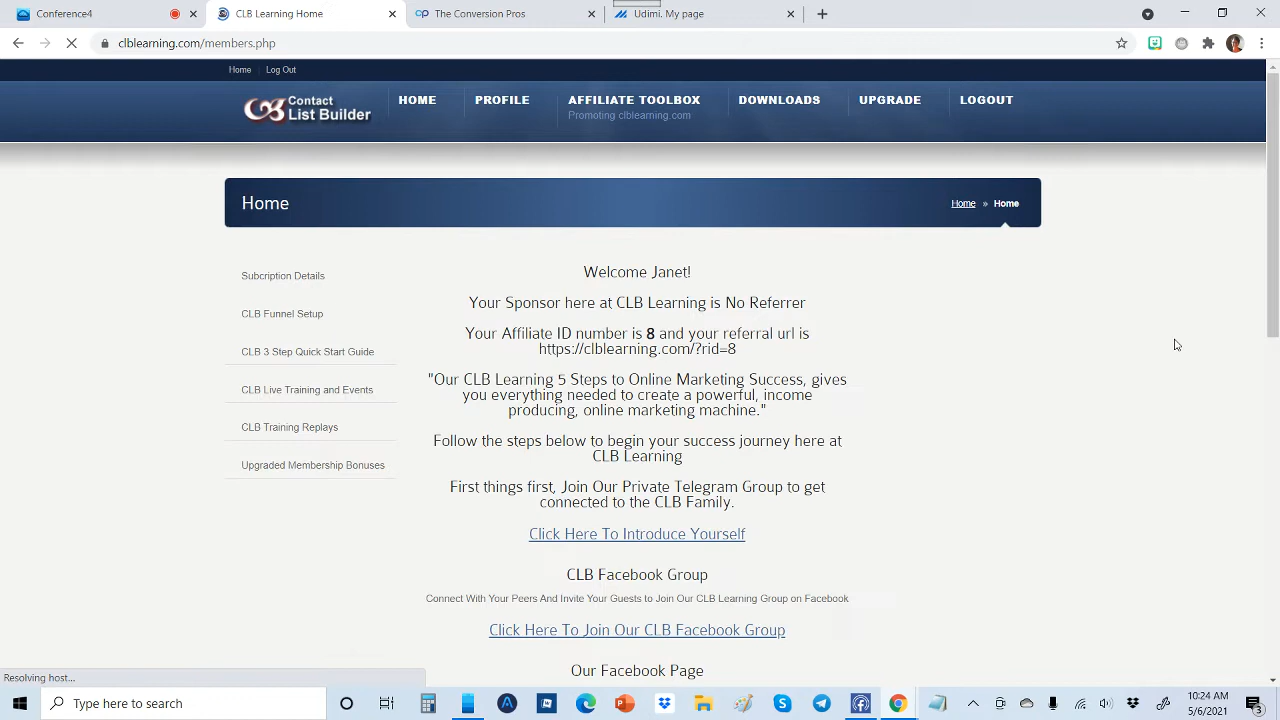 Conference4
CLB Learning Home
The Conversion Pros
Udimi. My page
clblearning.com/members.php
Home
Log Out
Contact
List Builder
HOME
PROFILE
AFFILIATE TOOLBOX
Promoting clblearning.com
DOWNLOADS
UPGRADE
LOGOUT
Home
Home » Home
Subcription Details
CLB Funnel Setup
CLB 3 Step Quick Start Guide
CLB Live Training and Events
CLB Training Replays
Upgraded Membership Bonuses
Welcome Janet!
Your Sponsor here at CLB Learning is No Referrer
Your Affiliate ID number is 8 and your referral url is
https://clblearning.com/?rid=8
"Our CLB Learning 5 Steps to Online Marketing Success, gives
you everything needed to create a powerful, income
producing, online marketing machine."
Follow the steps below to begin your success journey here at
CLB Learning
First things first, Join Our Private Telegram Group to get
connected to the CLB Family.
Click Here To Introduce Yourself
CLB Facebook Group
Connect With Your Peers And Invite Your Guests to Join Our CLB Learning Group on Facebook
Click Here To Join Our CLB Facebook Group
Our Facebook Page
Resolving host...
Type here to search
10:24 AM
5/6/2021
3